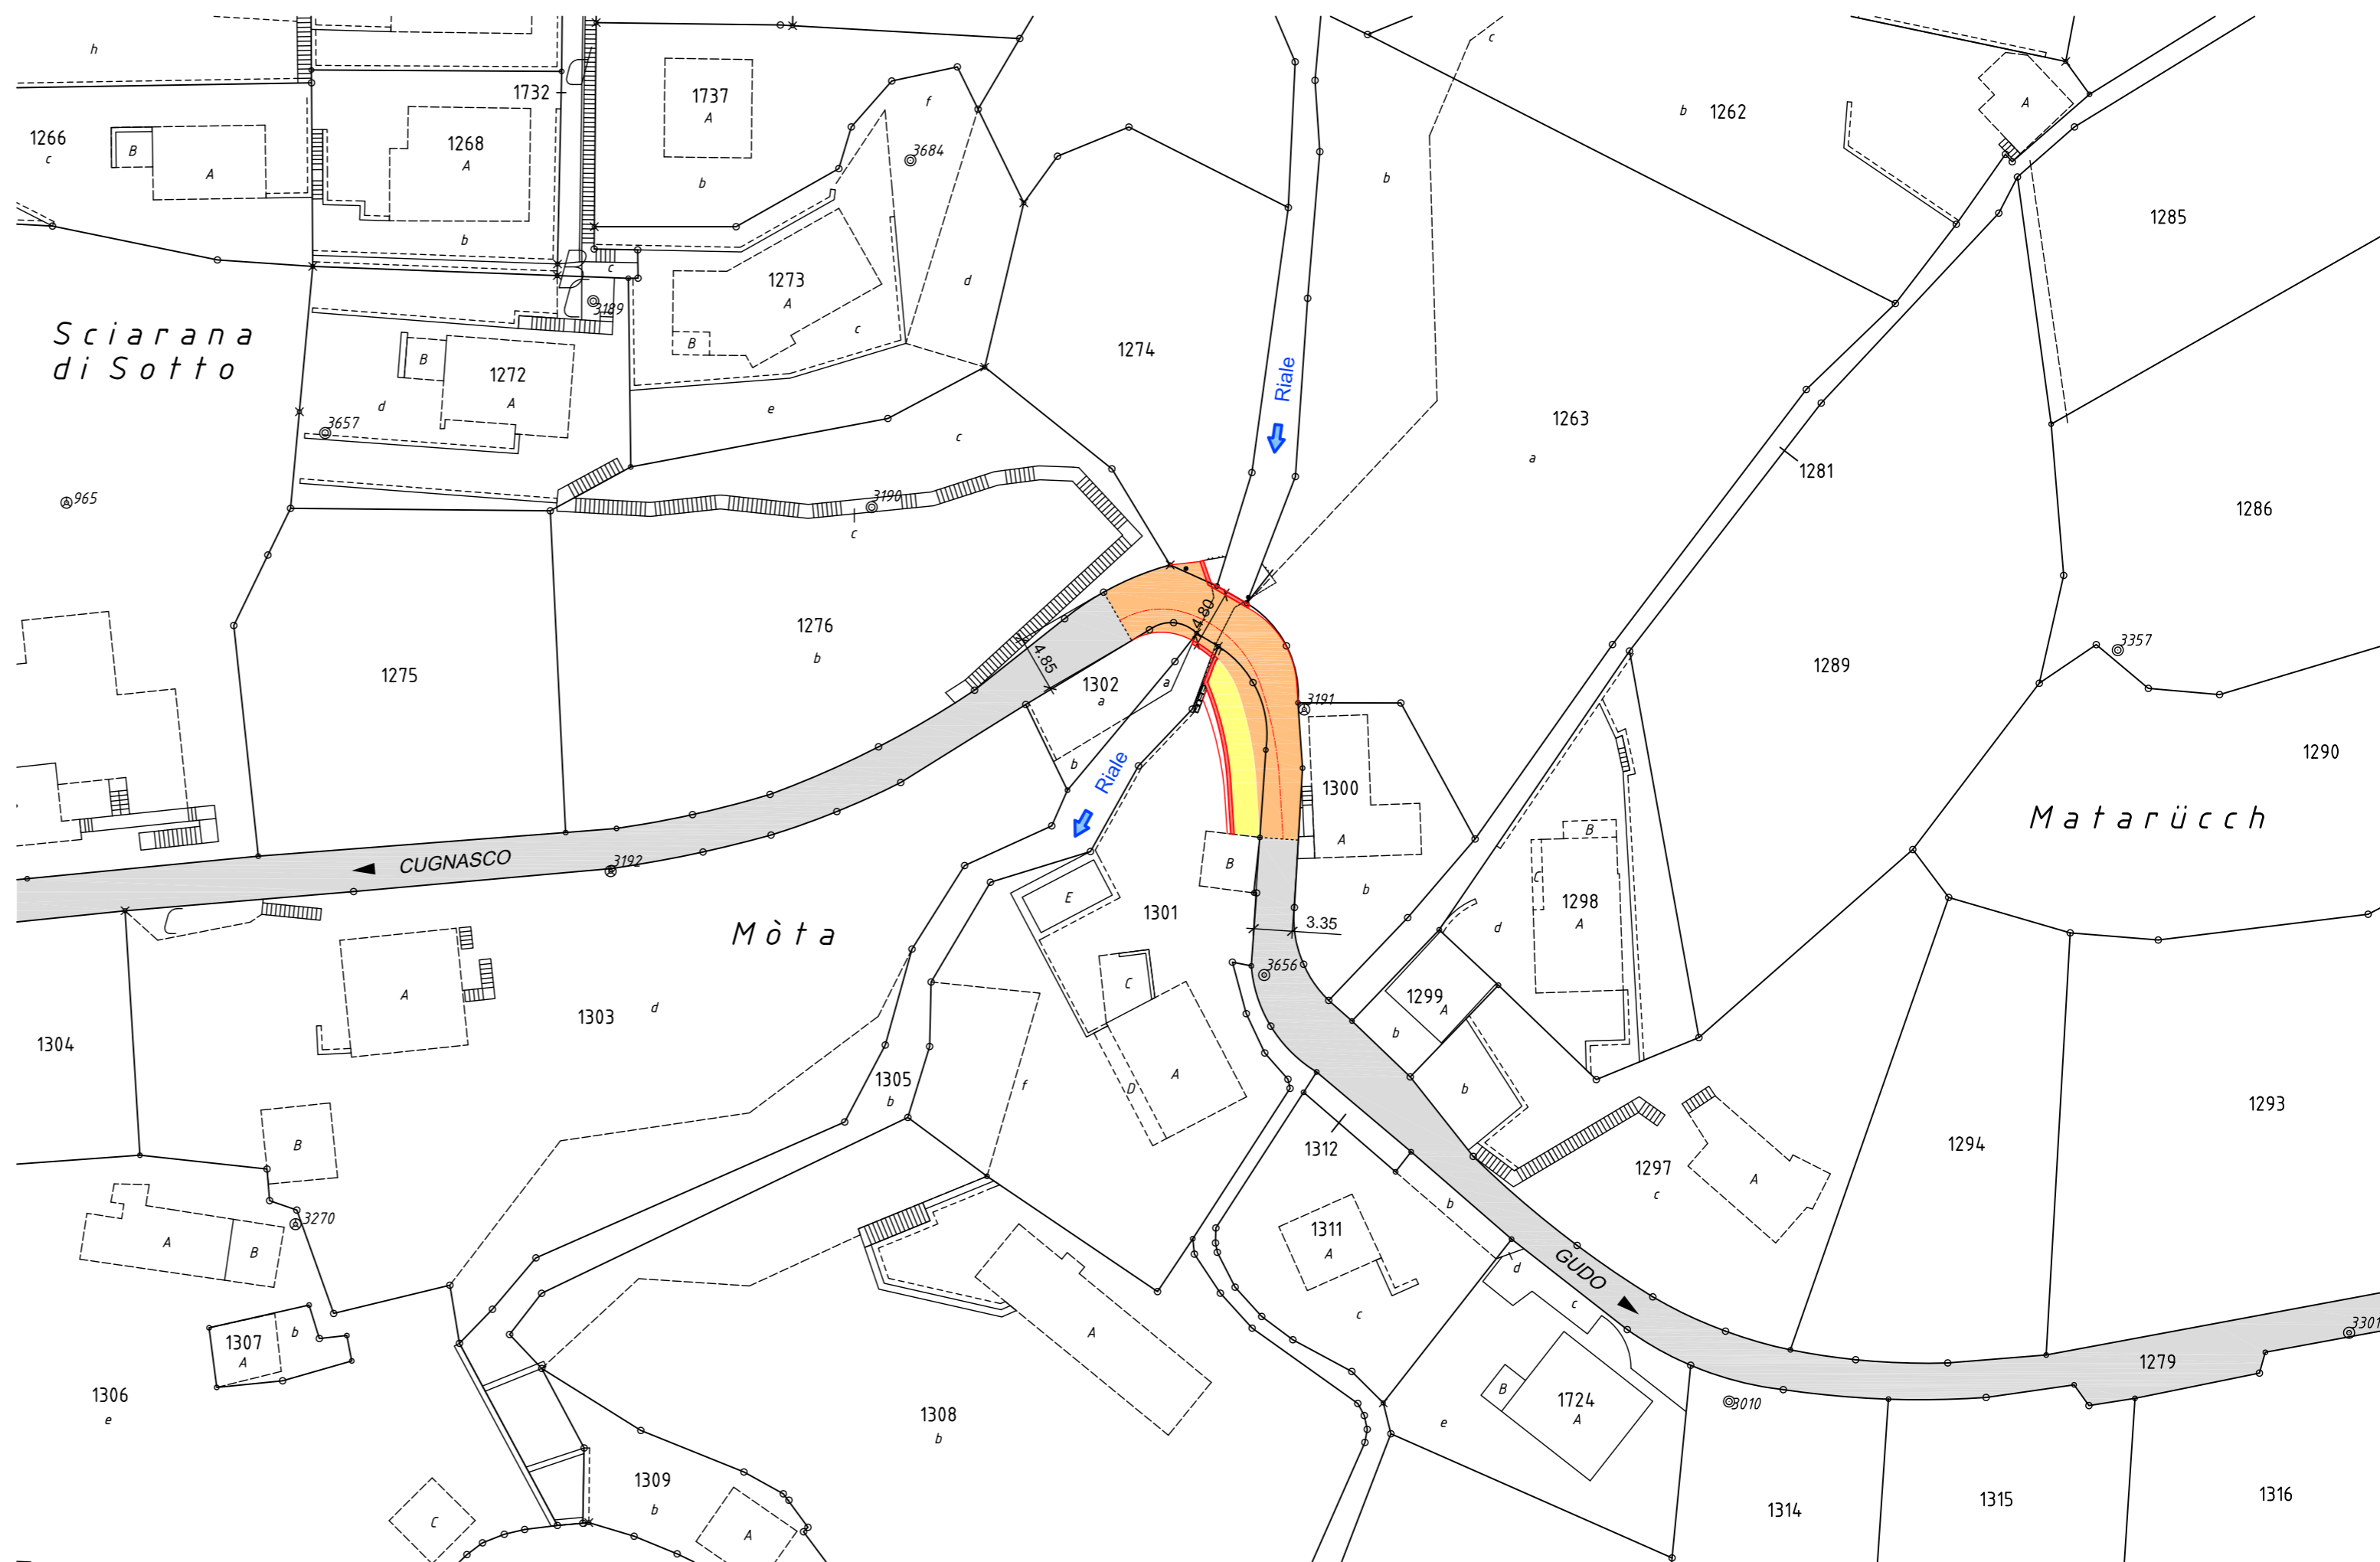 h
1266
c
B
A
1732
1268
A
b
1737
A
b
f
3684
1273
A
B
c
d
e
c
3189
Sciarana
di Sotto
B
1272
A
d
3657
965
c
3190
c
1274
Riale
b
c
b
1262
A
1285
1263
a
1281
1286
3357
1289
1290
Matarücch
1275
1276
b
4.85
4.80
1302
a
a
b
Riale
3191
1300
A
b
B
CUGNASCO
3192
Mòta
E
1301
C
D
A
f
3.35
3656
1299
A
b
d
B
C
1298
A
b
1304
A
1303
d
1305
b
B
3270
A
B
1307
A
b
1306
e
1312
1311
A
c
b
d
c
GUDO
1297
c
A
1294
1293
1279
3301
3010
B
1724
A
e
A
1308
b
1309
b
C
A
1314
1315
1316